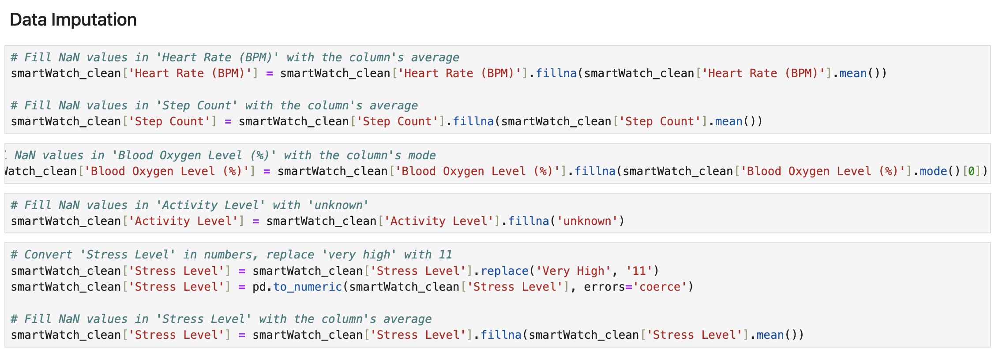 Data Imputation
# Fill NaN values in 'Heart Rate (BPM)' with the column's average
smartWatch_clean['Heart Rate (BPM)'] = smartWatch_clean['Heart Rate (BPM)'].fillna(smartWatch_clean['Heart Rate (BPM)'].mean())
# Fill NaN values in 'Step Count' with the column's average
smartWatch_clean['Step Count'] = smartWatch_clean['Step Count'].fillna(smartWatch_clean['Step Count'].mean())
NaN values in 'Blood Oxygen Level (%)' with the column's mode
atch_clean['Blood Oxygen Level (%)'] = smartWatch_clean['Blood Oxygen Level (%)'].fillna(smartWatch_clean['Blood Oxygen Level (%)'].mode()[0])
# Fill NaN values in 'Activity Level' with 'unknown'
smartWatch_clean['Activity Level'] = smartWatch_clean['Activity Level'].fillna('unknown')
# Convert 'Stress Level' in numbers, replace 'very high' with 11
smartWatch_clean['Stress Level'] = smartWatch_clean['Stress Level'].replace('Very High', '11')
smartWatch_clean['Stress Level'] = pd.to_numeric(smartWatch_clean['Stress Level'], errors='coerce')
# Fill NaN values in 'Stress Level' with the column's average
smartWatch_clean['Stress Level'] = smartWatch_clean['Stress Level'].fillna(smartWatch_clean['Stress Level'].mean())